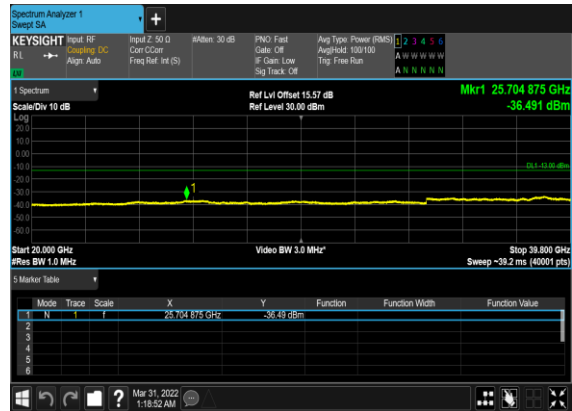 Spectrum Analyzer 1
Swept SA
+
KEYSIGHT Input: RF Input Z: 50 Ω #Atten: 30 dB PNO: Fast Avg Type: Power (RMS) 1 2 3 4 5 6
RL Coupling: DC Corr CCorr Gate: Off Avg|Hold: 100/100 A W W W W W
Align: Auto Freq Ref: Int (S) IF Gain: Low Trig: Free Run A N N N N N
Sig Track: Off
1 Spectrum Ref Lvl Offset 15.57 dB Mkr1 25.704 875 GHz
Scale/Div 10 dB Ref Level 30.00 dBm -36.491 dBm
Log
20.0
10.0
0.00
-10.0
DL1 -13.00 dBm
-20.0
-30.0
1
-40.0
-50.0
-60.0
Start 20.000 GHz Video BW 3.0 MHz* Stop 39.800 GHz
#Res BW 1.0 MHz Sweep ~39.2 ms (40001 pts)
5 Marker Table
Mode Trace Scale X Y Function Function Width Function Value
1 N 1 f 25.704 875 GHz -36.49 dBm
2
3
4
5
6
? Mar 31, 2022
1:18:52 AM